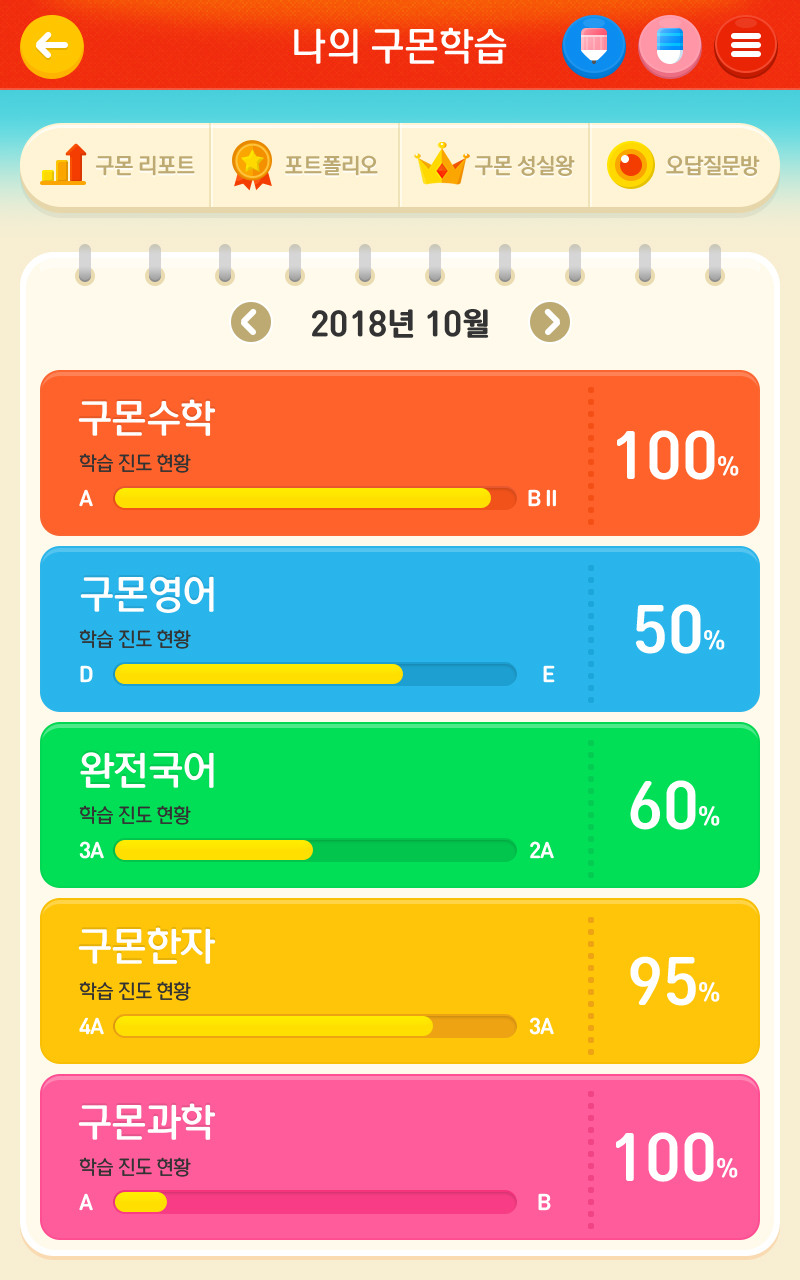 나의 구몬학습
구몬 리포트 포트폴리오 구몬 성실왕 오답질문방
2018년 10월
구몬수학
학습 진도 현황
A B II
100%
구몬영어
학습 진도 현황
D E
50%
완전국어
학습 진도 현황
3A 2A
60%
구몬한자
학습 진도 현황
4A 3A
95%
구몬과학
학습 진도 현황
A B
100%